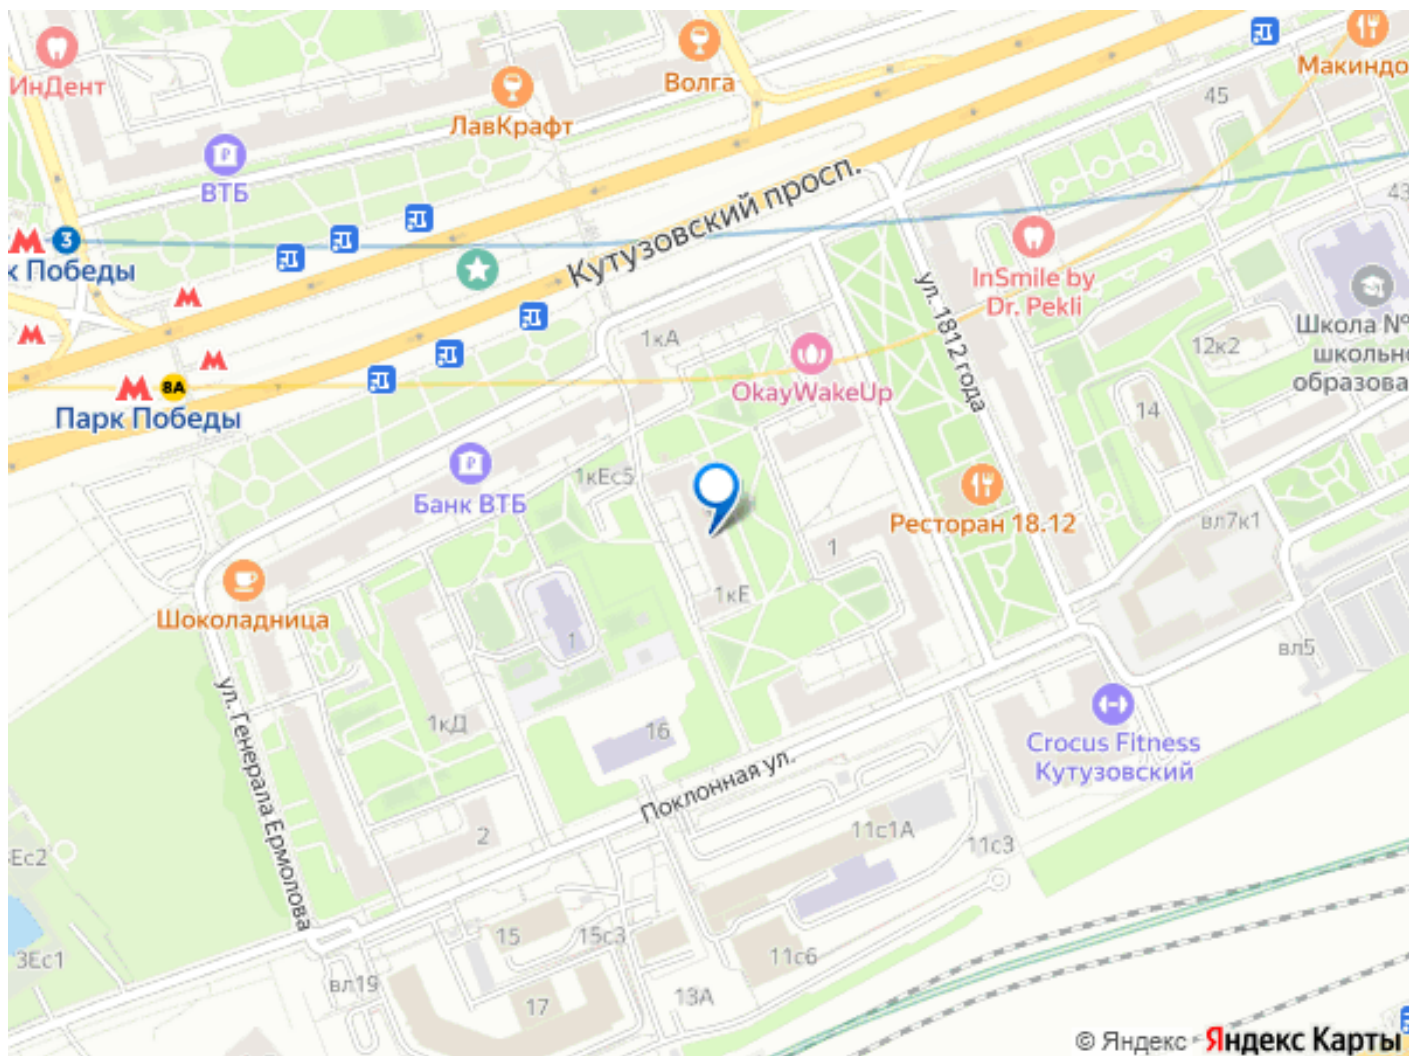 ИнДент
Волга
Макиндо
ЛавКрафт
45
ВТБ
Кутузовский просп.
43
3
к Победы
InSmile by
Dr. Pekli
ул. 1812 года
Школа №
школьно
образова
1кА
12к2
OkayWakeUp
8А
Парк Победы
14
1кЕс5
Банк ВТБ
Ресторан 18.12
вл7к1
1
1кЕ
Шоколадница
1
вл5
ул. Генерала Ермолова
1кД
16
Crocus Fitness
Кутузовский
Поклонная ул.
2
11с1А
11с3
3Ес2
15
15с3
11с6
3Ес1
вл19
17
13А
© Яндекс Яндекс Карты